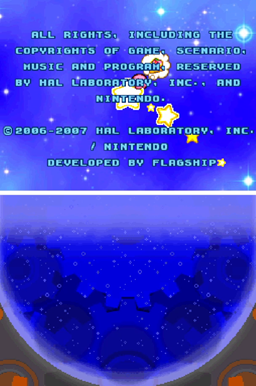 ALL RIGHTS, INCLUDING THE
COPYRIGHTS OF GAME, SCENARIO,
MUSIC AND PROGRAM, RESERVED
BY HAL LABORATORY, INC., AND
NINTENDO.
©2006-2007 HAL LABORATORY, INC.
/ NINTENDO
DEVELOPED BY FLAGSHIP